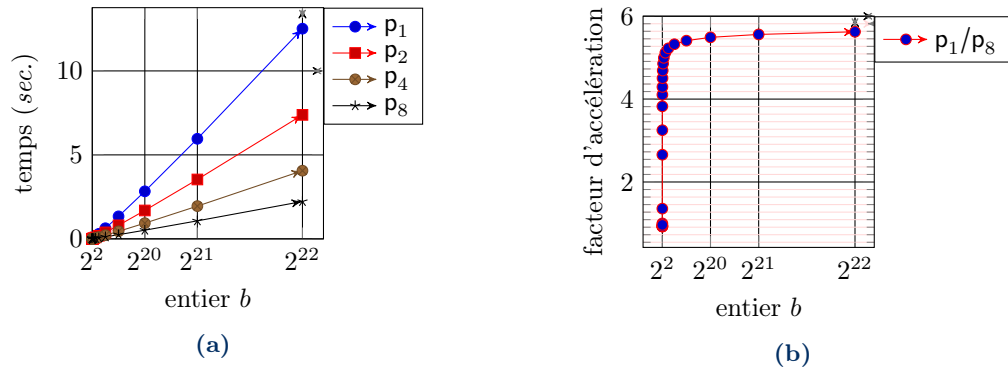 temps (sec.)
10
5
0
2^2 2^20 2^21 2^22
entier b
p_1
p_2
p_4
p_8
(a)
facteur d'accélération
6
4
2
2^2 2^20 2^21 2^22
entier b
p_1/p_8
(b)